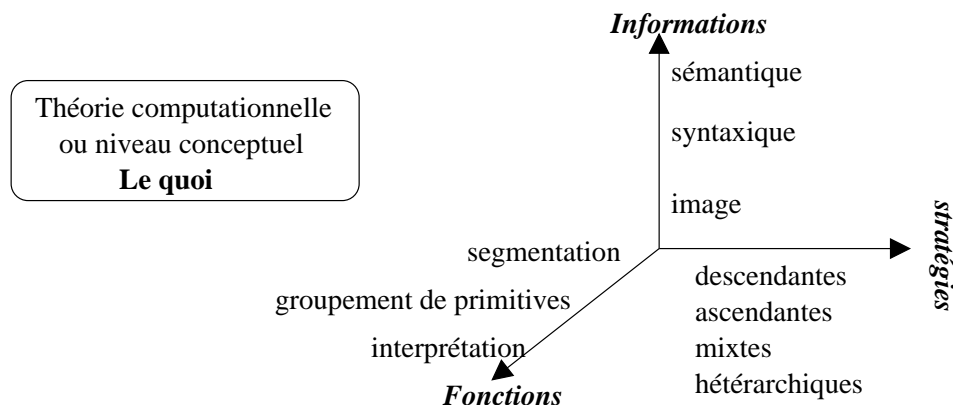 Informations
sémantique
Théorie computationnelle
ou niveau conceptuel
Le quoi
syntaxique
image
stratégies
segmentation
groupement de primitives
interprétation
Fonctions
descendantes
ascendantes
mixtes
hétérarchiques